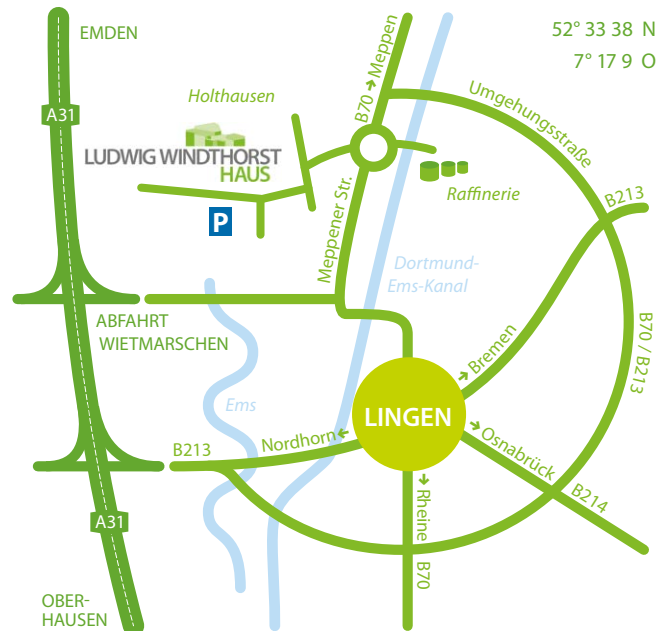 EMDEN
52° 33 38 N
7° 17 9 O
A31
Holthausen
B70 → Meppen
Umgehungsstraße
LUDWIG WINDTHORST
HAUS
Raffinerie
B213
P
Meppener Str.
Dortmund-
Ems-Kanal
ABFAHRT
WIETMARSCHEN
B70 / B213
Bremen
Ems
LINGEN
B213
Nordhorn
Osnabrück
B214
Rheine
B70
A31
OBER-
HAUSEN